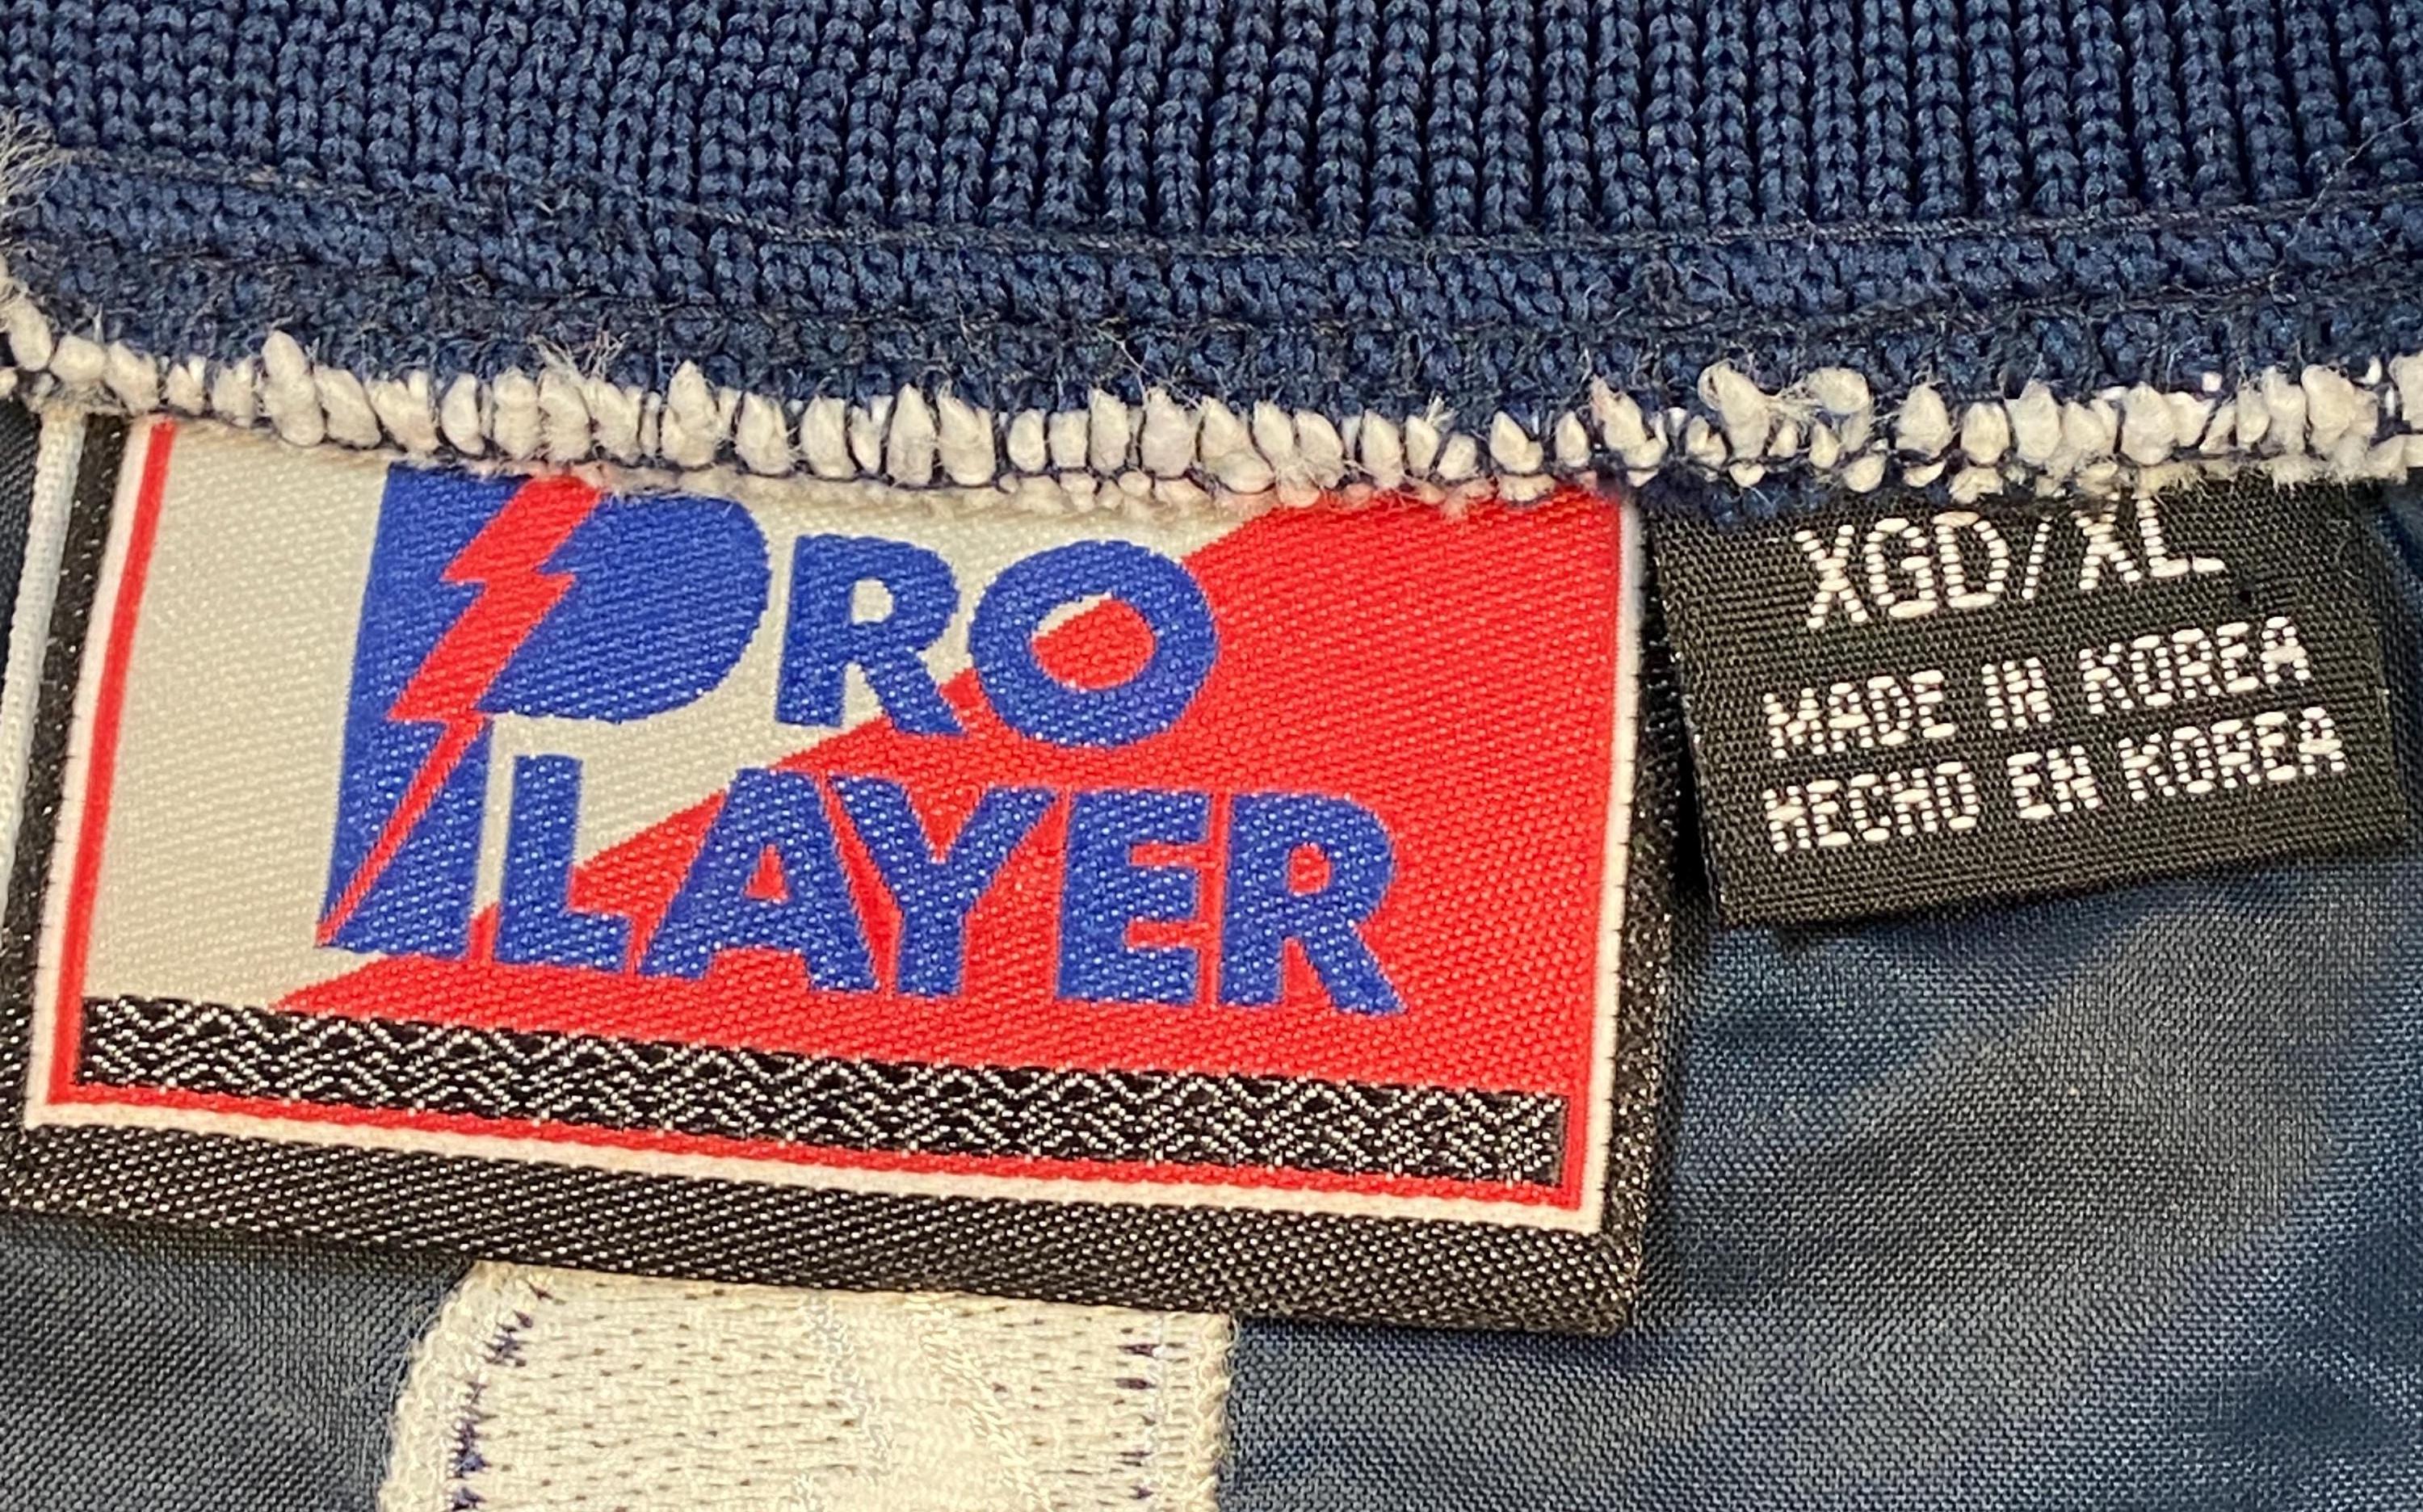 PRO
PLAYER
XGD/XL
MADE IN KOREA
HECHO EN KOREA